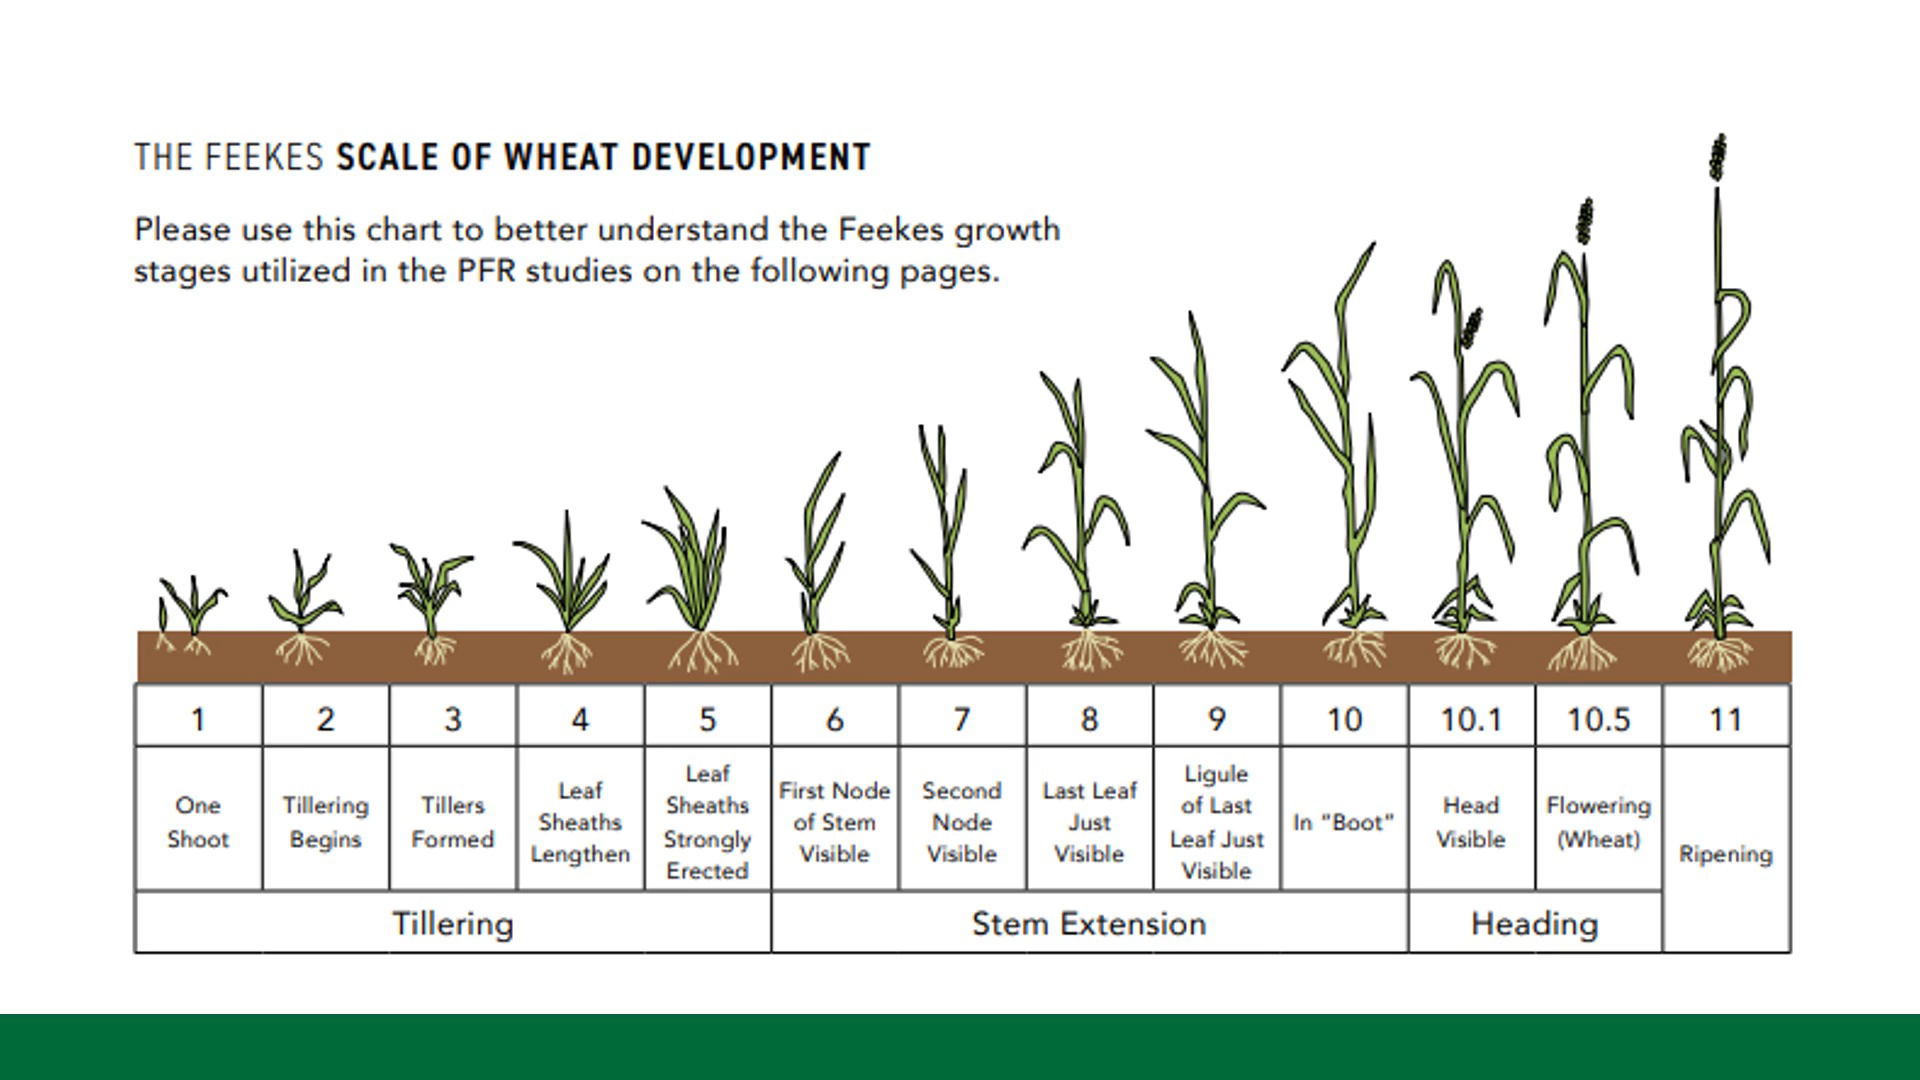 THE FEEKES SCALE OF WHEAT DEVELOPMENT
Please use this chart to better understand the Feekes growth
stages utilized in the PFR studies on the following pages.
1
2
3
4
5
6
7
8
9
10
10.1
10.5
11
One
Shoot
Tillering
Begins
Tillers
Formed
Leaf
Sheaths
Lengthen
Leaf
Sheaths
Strongly
Erected
First Node
of Stem
Visible
Second
Node
Visible
Last Leaf
Just
Visible
Ligule
of Last
Leaf Just
Visible
In “Boot”
Head
Visible
Flowering
(Wheat)
Ripening
Tillering
Stem Extension
Heading